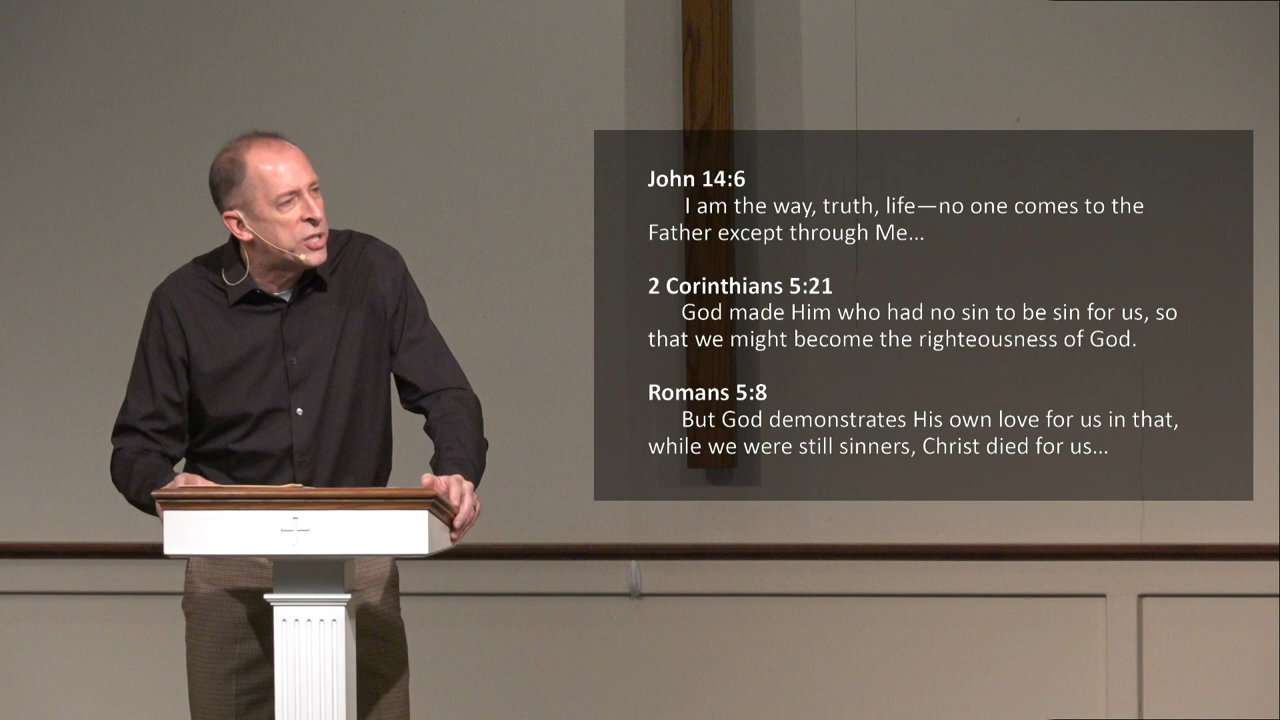 John 14:6
I am the way, truth, life—no one comes to the
Father except through Me...
2 Corinthians 5:21
God made Him who had no sin to be sin for us, so
that we might become the righteousness of God.
Romans 5:8
But God demonstrates His own love for us in that,
while we were still sinners, Christ died for us...